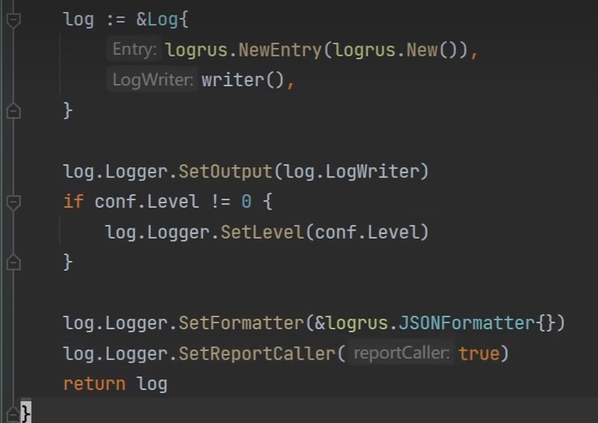 log := &Log{
Entry: logrus.NewEntry(logrus.New()),
LogWriter: writer(),
}
log.Logger.SetOutput(log.LogWriter)
if conf.Level != 0 {
log.Logger.SetLevel(conf.Level)
}
log.Logger.SetFormatter(&logrus.JSONFormatter{})
log.Logger.SetReportCaller( reportCaller: true)
return log
}